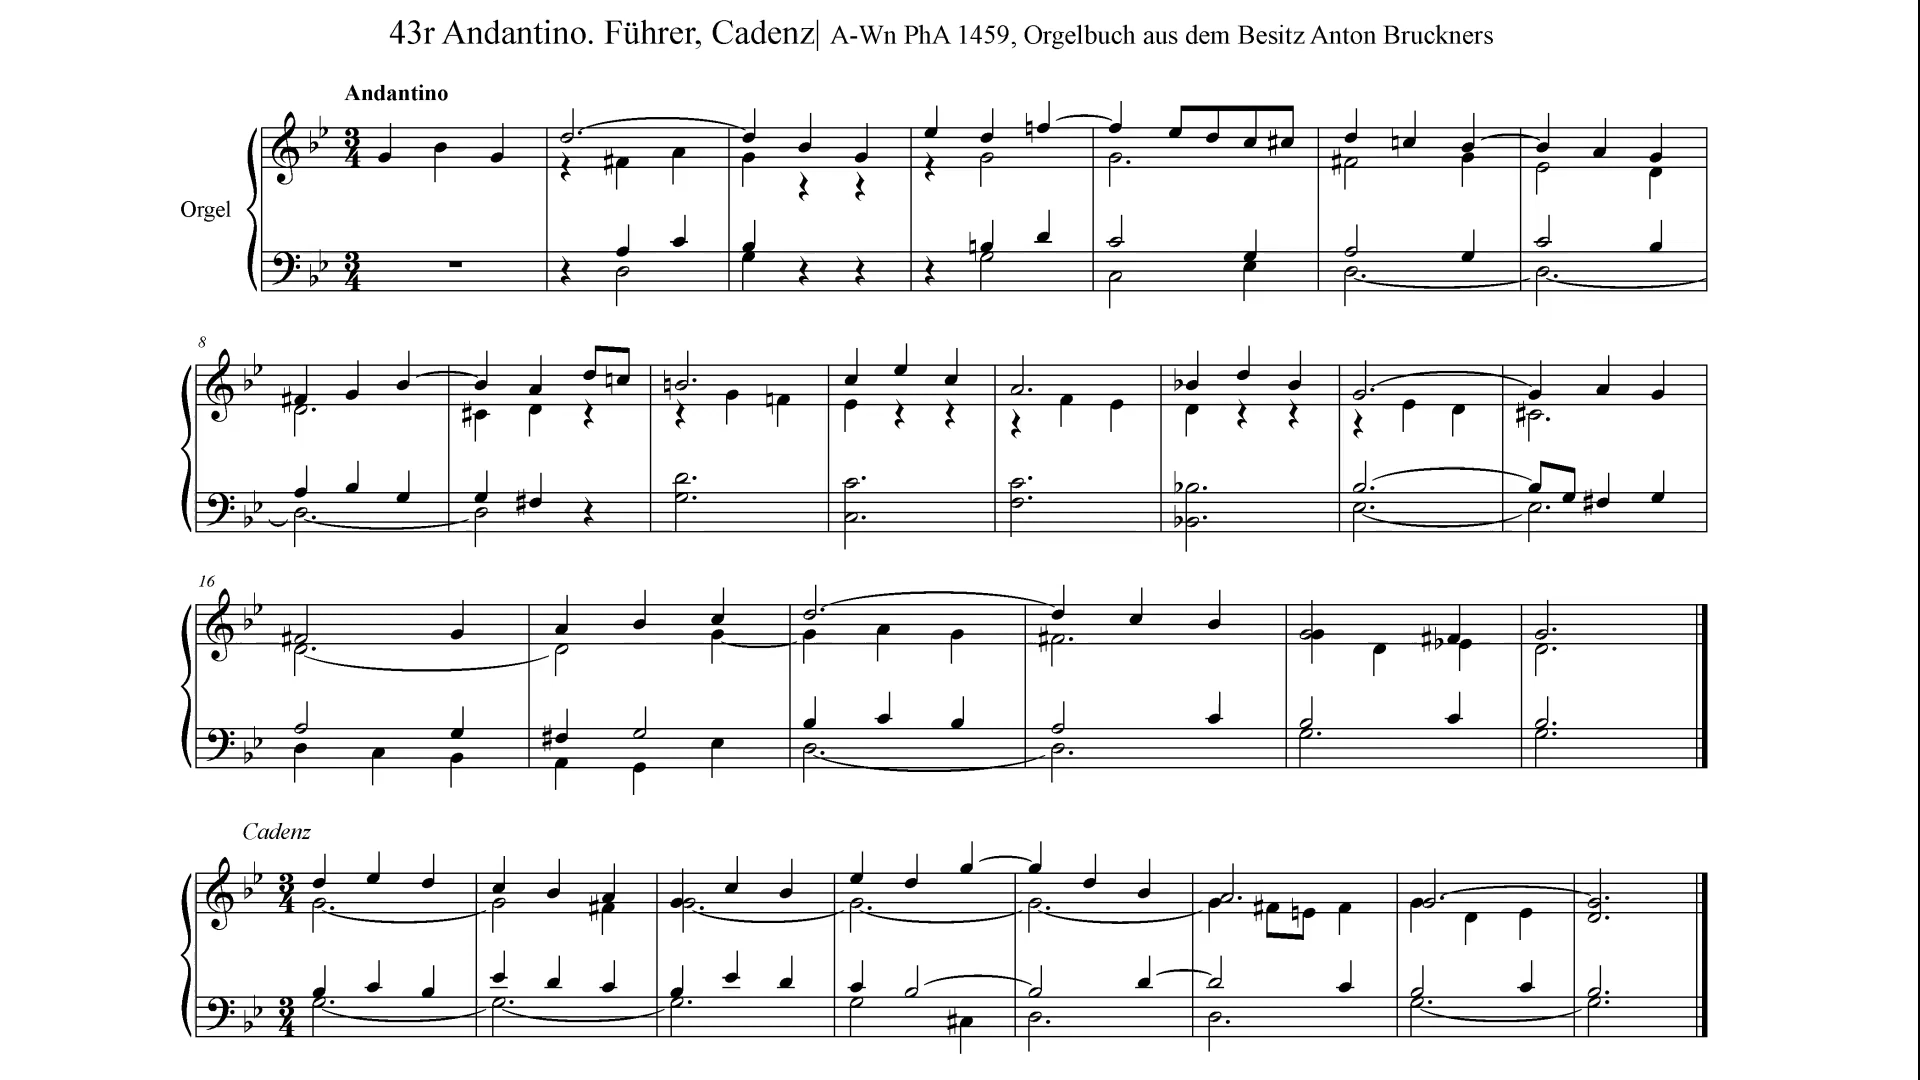 43r Andantino. Führer, Cadenz| A-Wn PhA 1459, Orgelbuch aus dem Besitz Anton Bruckners
Andantino
3 4
Orgel
3 4
8
16
Cadenz
3 4
3 4